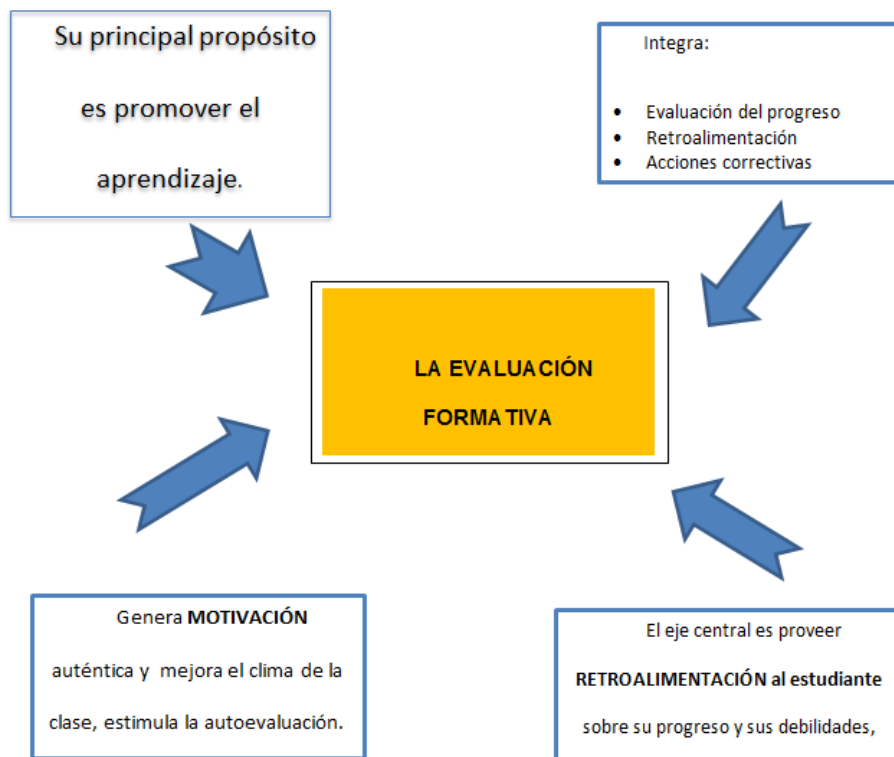 Su principal propósito
es promover el
aprendizaje.
Integra:
• Evaluación del progreso
• Retroalimentación
• Acciones correctivas
LA EVALUACIÓN
FORMATIVA
Genera MOTIVACIÓN
auténtica y mejora el clima de la
clase, estimula la autoevaluación.
El eje central es proveer
RETROALIMENTACIÓN al estudiante
sobre su progreso y sus debilidades,